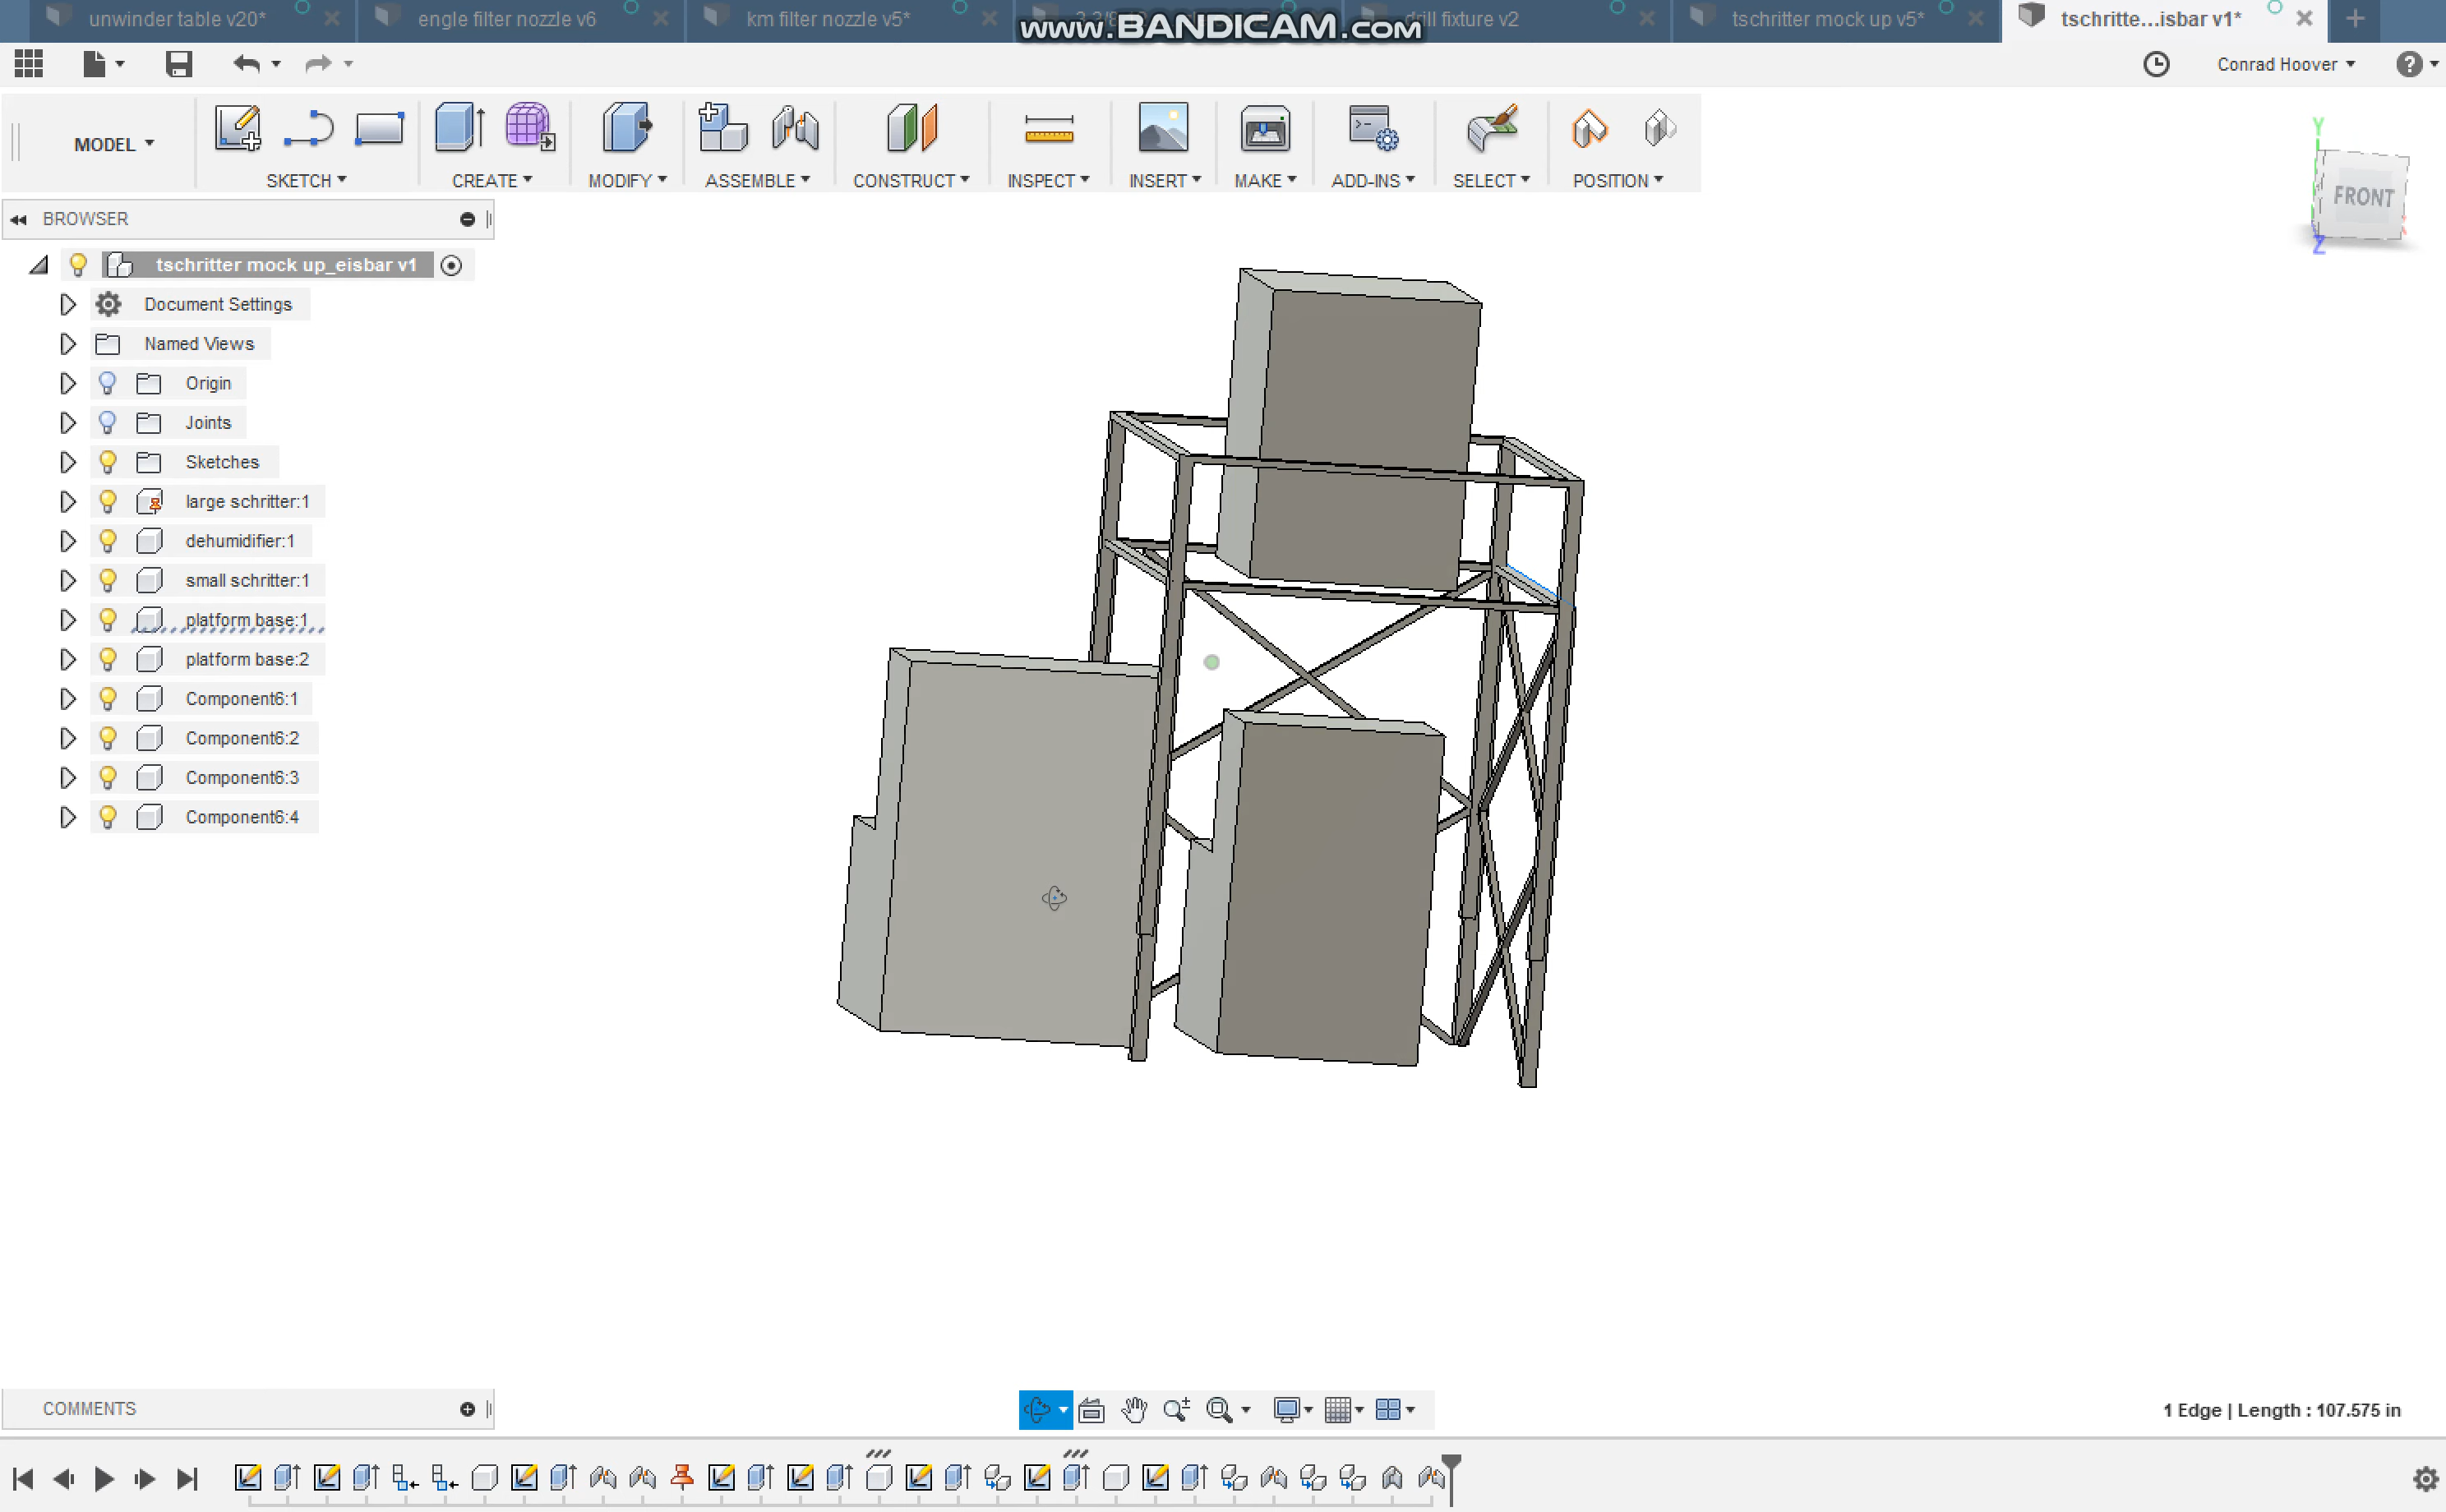 unwinder table v20*
engle filter nozzle v6
km filter nozzle v5*
www.BANDICAM.com
drill fixture v2
tschritter mock up v5*
tschritte...isbar v1*
Conrad Hoover
MODEL
SKETCH
CREATE
MODIFY
ASSEMBLE
CONSTRUCT
INSPECT
INSERT
MAKE
ADD-INS
SELECT
POSITION
Y
FRONT
Z
BROWSER
tschritter mock up_eisbar v1
Document Settings
Named Views
Origin
Joints
Sketches
large schritter:1
dehumidifier:1
small schritter:1
platform base:1
platform base:2
Component6:1
Component6:2
Component6:3
Component6:4
COMMENTS
1 Edge | Length : 107.575 in